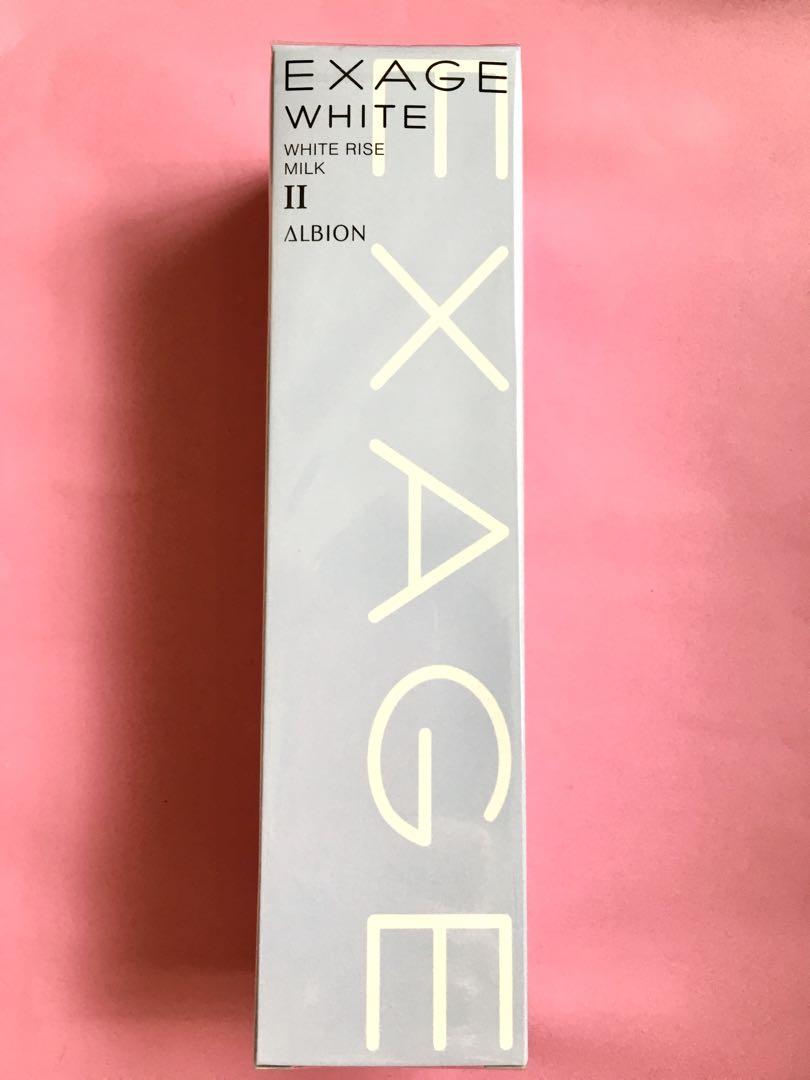 EXAGE
WHITE
WHITE RISE
MILK
II
ALBION
EXAGE